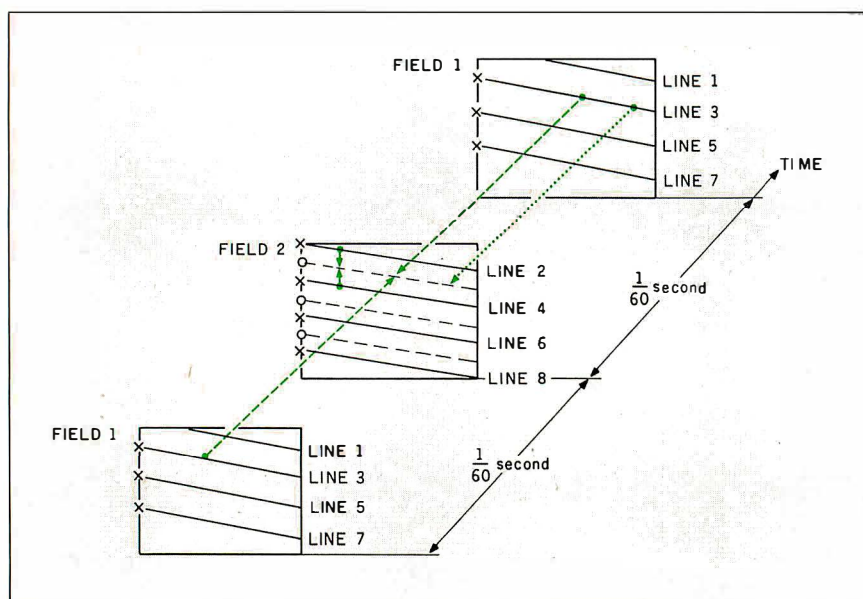 FIELD 1
LINE 1
LINE 3
LINE 5
LINE 7
TIME
FIELD 2
LINE 2
LINE 4
LINE 6
LINE 8
1/60 second
FIELD 1
LINE 1
LINE 3
LINE 5
LINE 7
1/60 second